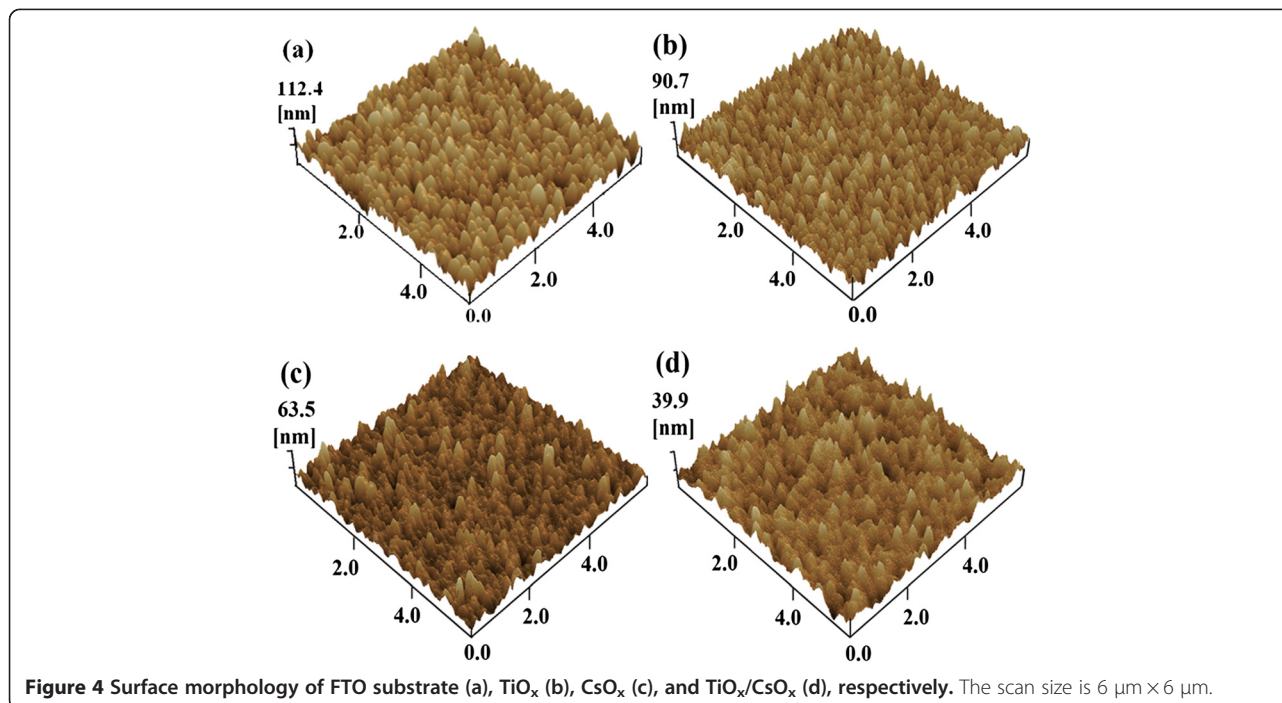 (a)
112.4
[nm]
2.0
4.0
0.0
2.0
4.0
(b)
90.7
[nm]
2.0
4.0
0.0
2.0
4.0
(c)
63.5
[nm]
2.0
4.0
0.0
2.0
4.0
(d)
39.9
[nm]
2.0
4.0
0.0
2.0
4.0
Figure 4 Surface morphology of FTO substrate (a), TiOₓ (b), CsOₓ (c), and TiOₓ/CsOₓ (d), respectively. The scan size is 6 μm × 6 μm.